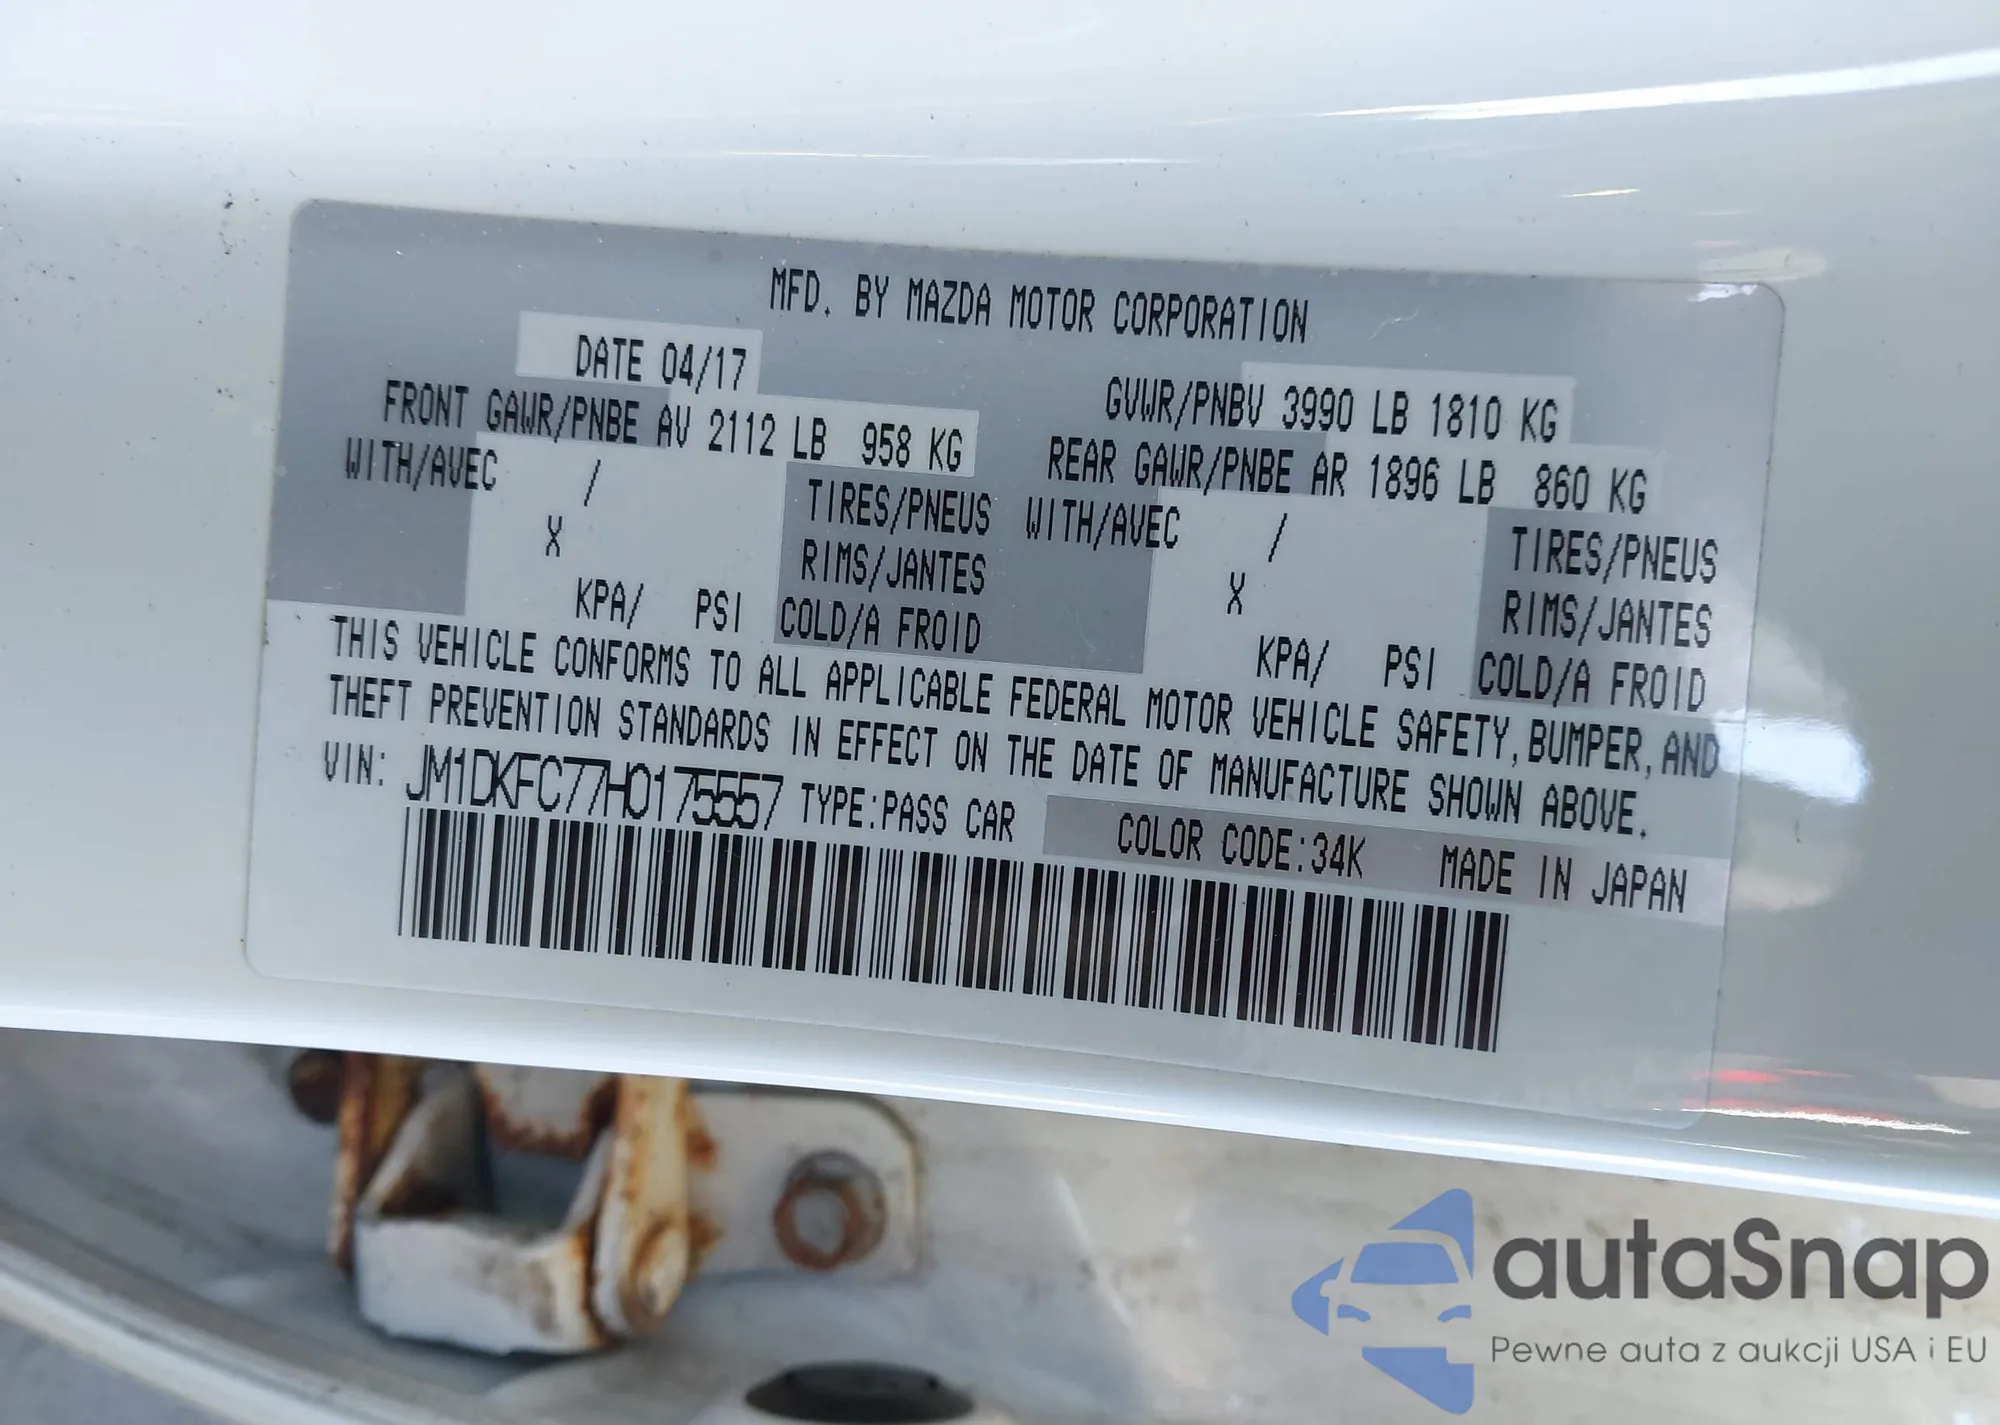 MFD. BY MAZDA MOTOR CORPORATION
DATE 04/17
GVWR/PNBV 3990 LB 1810 KG
FRONT GAWR/PNBE AV 2112 LB 958 KG
REAR GAWR/PNBE AR 1896 LB 860 KG
WITH/AVEC / TIRES/PNEUS
X RIMS/JANTES
KPA/ PSI COLD/A FROID
WITH/AVEC / TIRES/PNEUS
X RIMS/JANTES
KPA/ PSI COLD/A FROID
THIS VEHICLE CONFORMS TO ALL APPLICABLE FEDERAL MOTOR VEHICLE SAFETY, BUMPER, AND
THEFT PREVENTION STANDARDS IN EFFECT ON THE DATE OF MANUFACTURE SHOWN ABOVE.
VIN: JM1DKFC77H0175557 TYPE:PASS CAR
COLOR CODE:34K MADE IN JAPAN
autaSnap
Pewne auta z aukcji USA i EU